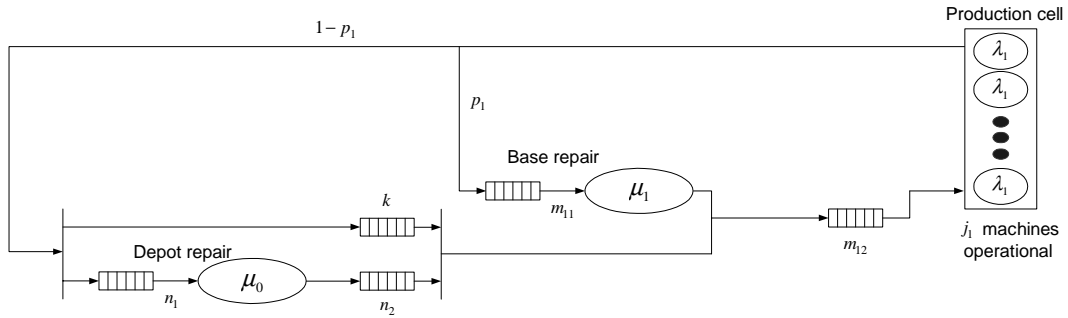 Production cell
1− p₁
λ₁
λ₁
p₁
Base repair
λ₁
μ₁
k
m₁₁
j₁ machines
operational
m₁₂
Depot repair
μ₀
n₁
n₂